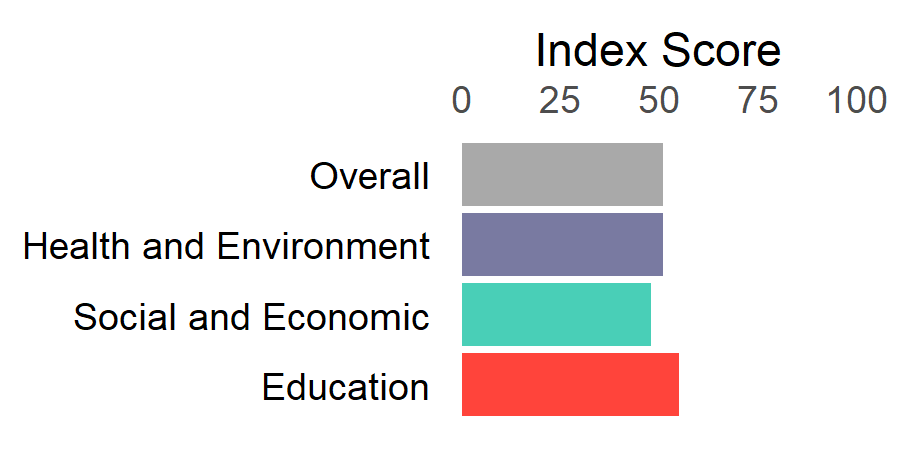 Index Score
0 25 50 75 100
Overall
Health and Environment
Social and Economic
Education